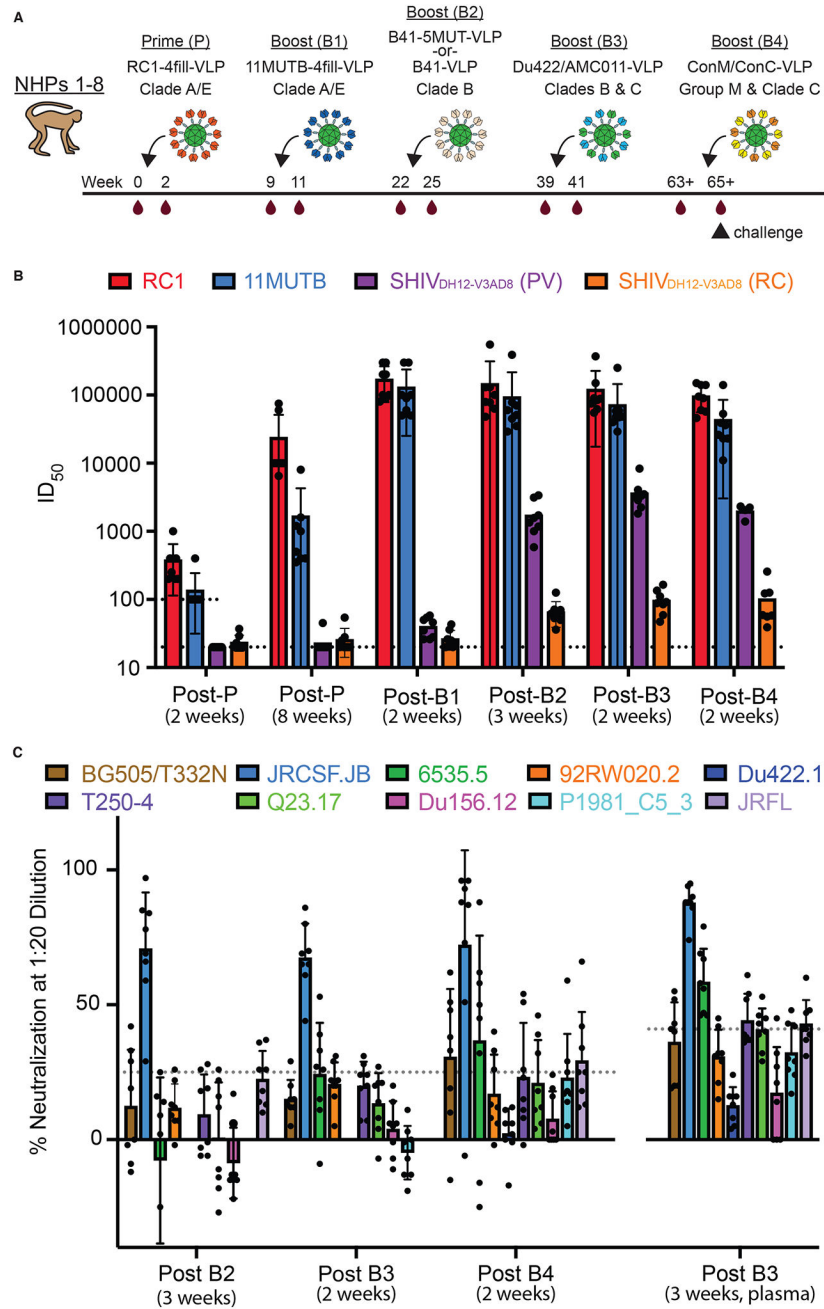 A
Prime (P)
RC1-4fill-VLP
Clade A/E
Boost (B1)
11MUTB-4fill-VLP
Clade A/E
Boost (B2)
B41-5MUT-VLP
-or-
B41-VLP
Clade B
Boost (B3)
Du422/AMC011-VLP
Clades B & C
Boost (B4)
ConM/ConC-VLP
Group M & Clade C
NHPs 1-8
Week 0 2 9 11 22 25 39 41 63+ 65+
challenge
B
RC1 11MUTB SHIVDH12-V3AD8 (PV) SHIVDH12-V3AD8 (RC)
ID50
1000000
100000
10000
1000
100
10
Post-P (2 weeks)
Post-P (8 weeks)
Post-B1 (2 weeks)
Post-B2 (3 weeks)
Post-B3 (2 weeks)
Post-B4 (2 weeks)
C
BG505/T332N JRCSF.JB 6535.5 92RW020.2 Du422.1
T250-4 Q23.17 Du156.12 P1981_C5_3 JRFL
% Neutralization at 1:20 Dilution
100
50
0
Post B2 (3 weeks)
Post B3 (2 weeks)
Post B4 (2 weeks)
Post B3 (3 weeks, plasma)